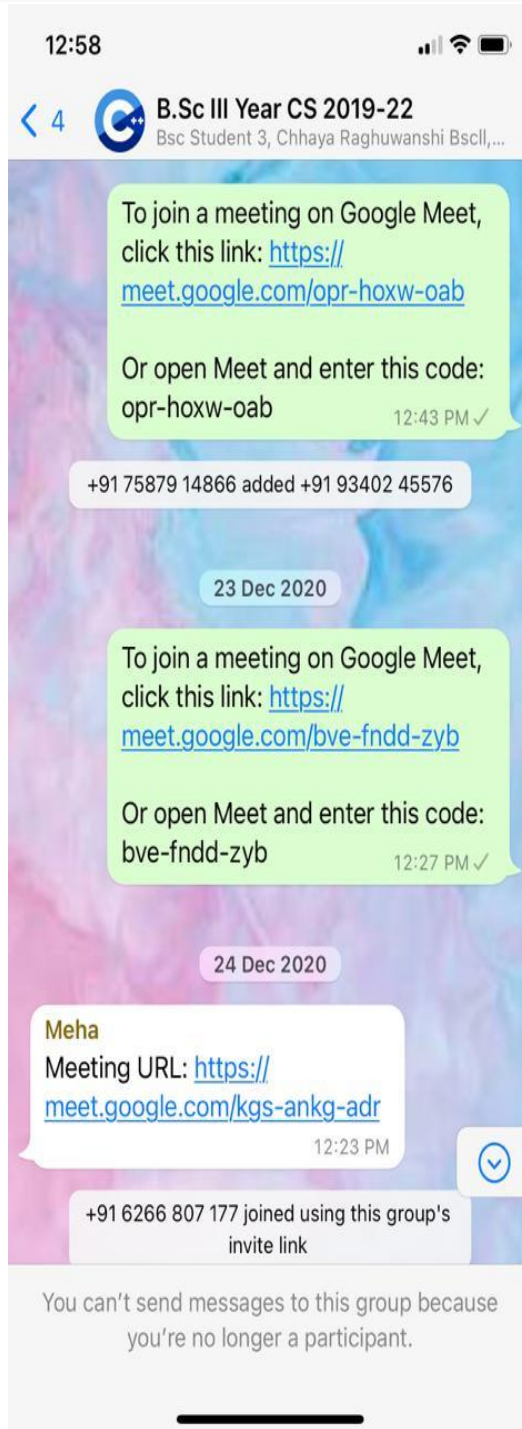 12:58
4
B.Sc III Year CS 2019-22
Bsc Student 3, Chhaya Raghuwanshi BscII,...
To join a meeting on Google Meet,
click this link: https://
meet.google.com/opr-hoxw-oab
Or open Meet and enter this code:
opr-hoxw-oab
12:43 PM
+91 75879 14866 added +91 93402 45576
23 Dec 2020
To join a meeting on Google Meet,
click this link: https://
meet.google.com/bve-fndd-zyb
Or open Meet and enter this code:
bve-fndd-zyb
12:27 PM
24 Dec 2020
Meha
Meeting URL: https://
meet.google.com/kgs-ankg-adr
12:23 PM
+91 6266 807 177 joined using this group's
invite link
You can't send messages to this group because
you're no longer a participant.